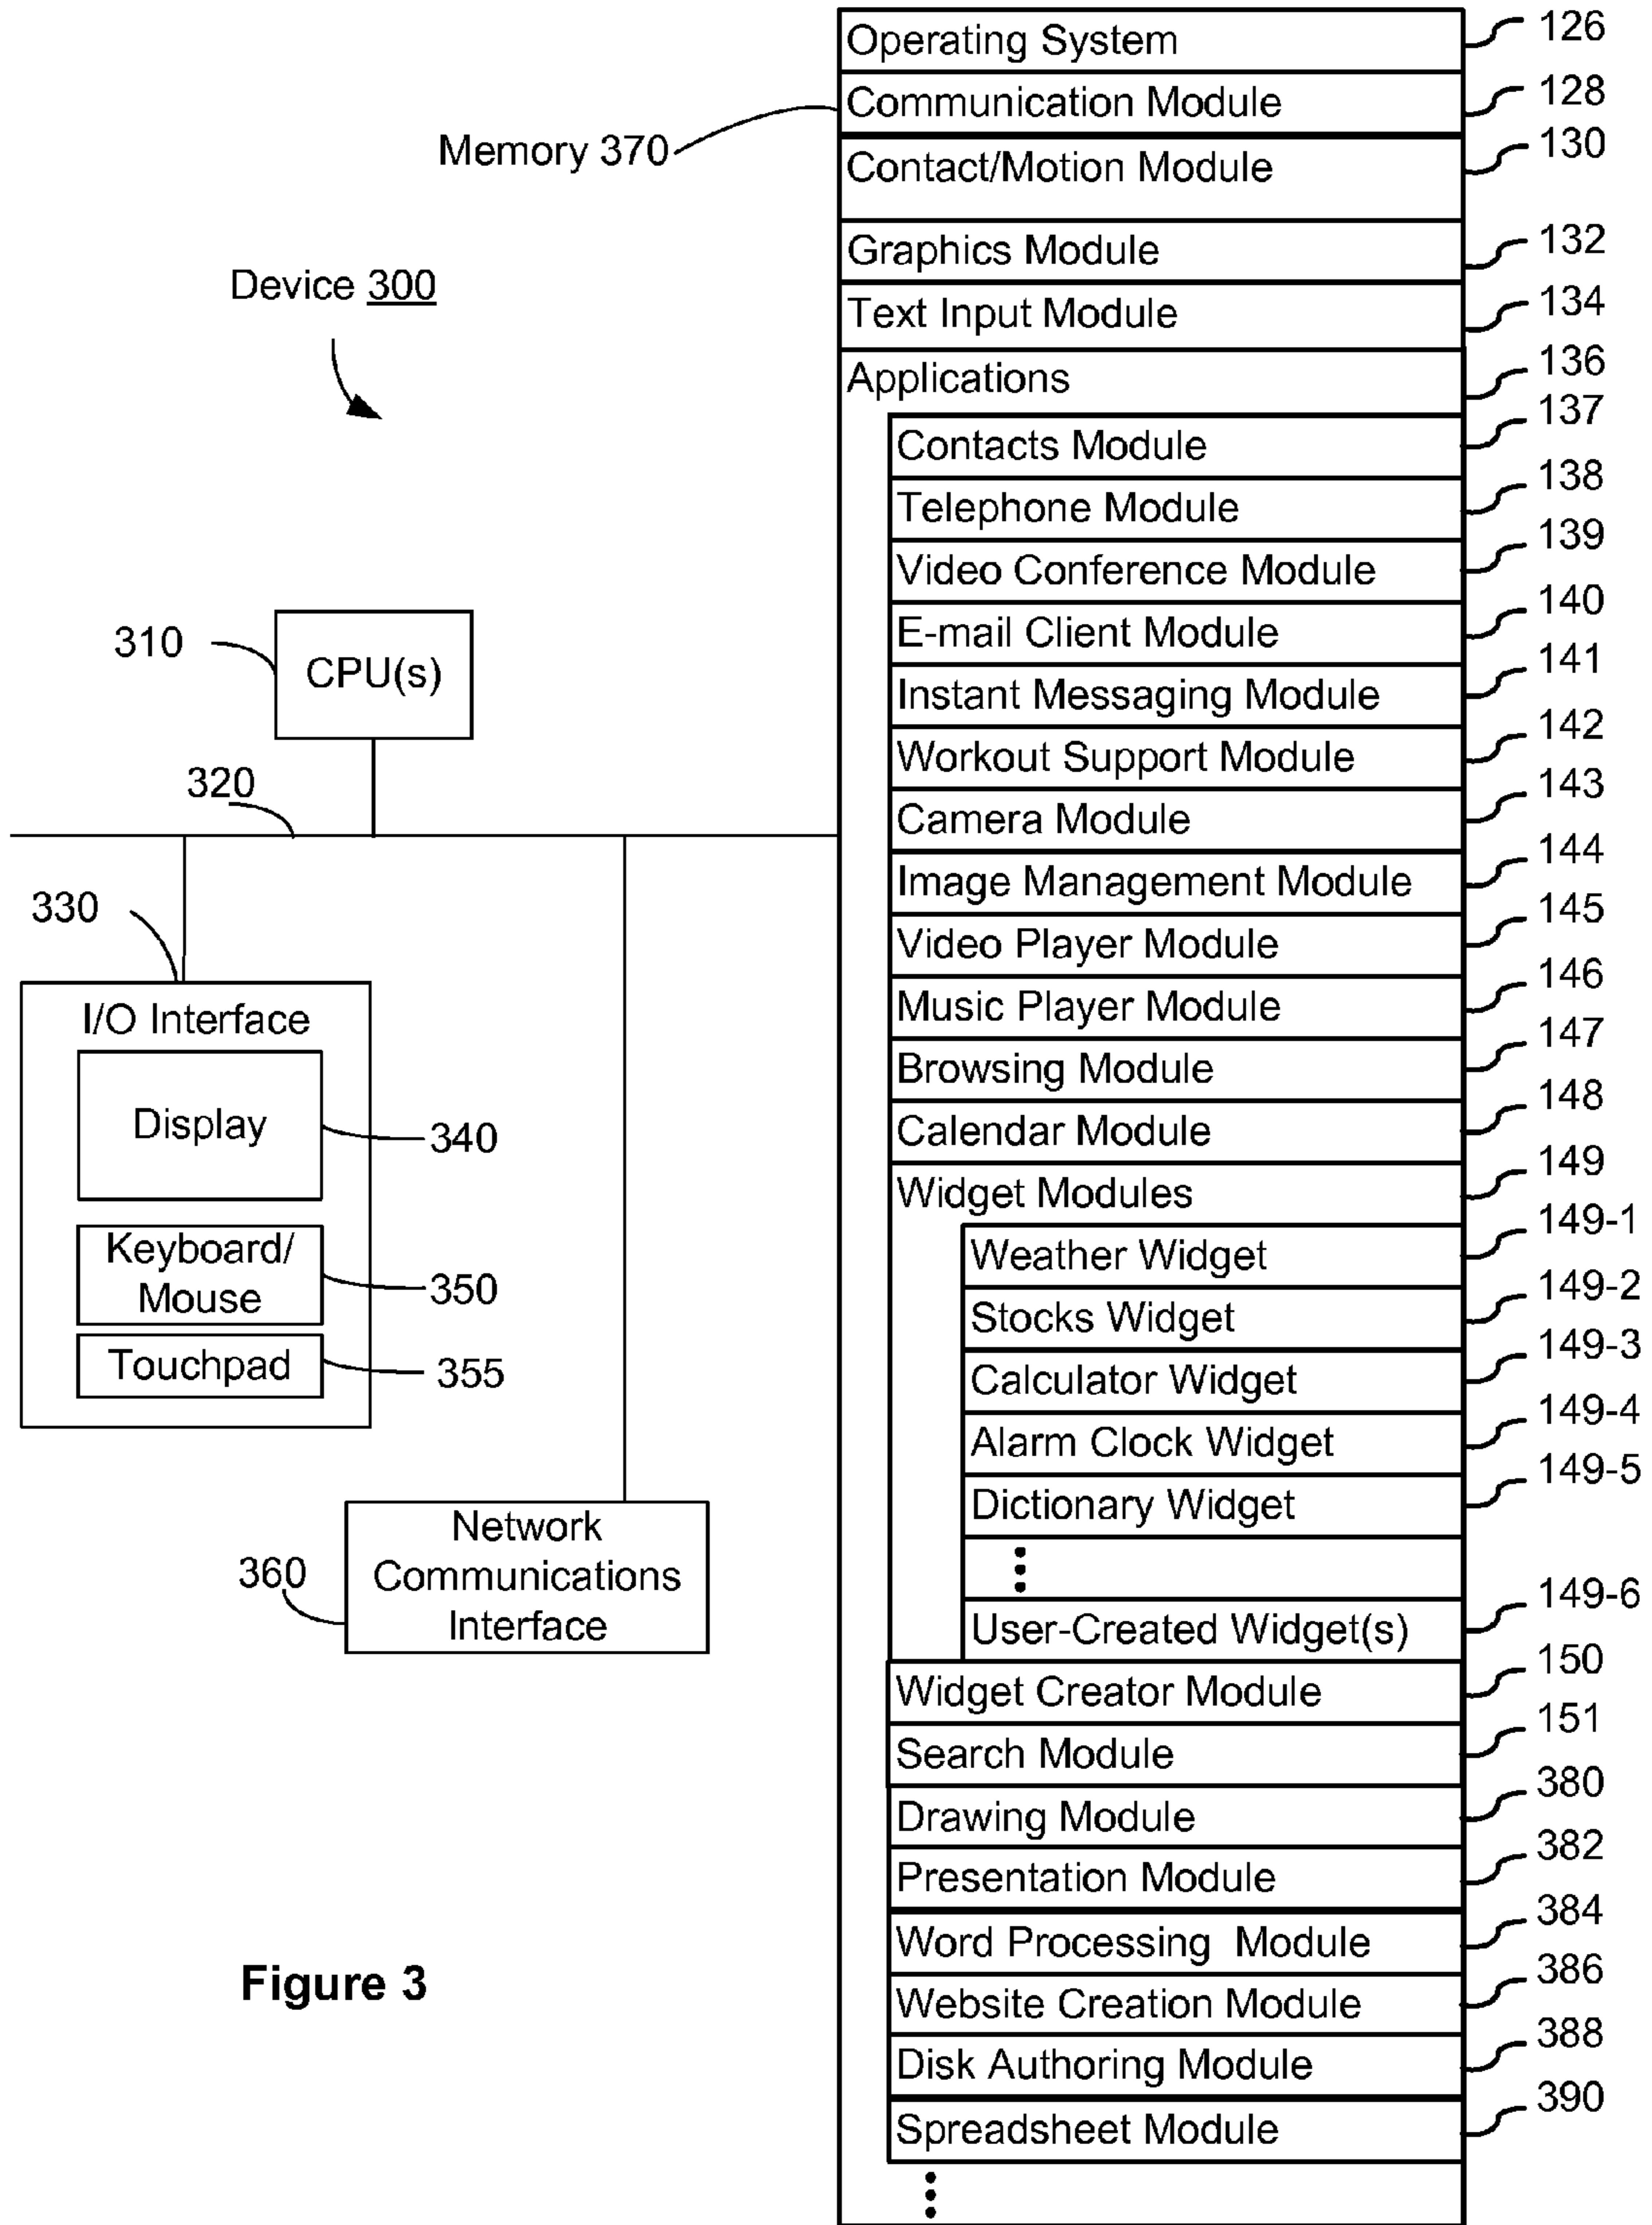 Operating System 126
Communication Module 128
Memory 370
Contact/Motion Module 130
Graphics Module 132
Device 300
Text Input Module 134
Applications 136
Contacts Module 137
Telephone Module 138
Video Conference Module 139
E-mail Client Module 140
Instant Messaging Module 141
Workout Support Module 142
Camera Module 143
Image Management Module 144
Video Player Module 145
Music Player Module 146
Browsing Module 147
Calendar Module 148
Widget Modules 149
Weather Widget 149-1
Stocks Widget 149-2
Calculator Widget 149-3
Alarm Clock Widget 149-4
Dictionary Widget 149-5
User-Created Widget(s) 149-6
Widget Creator Module 150
Search Module 151
Drawing Module 380
Presentation Module 382
Word Processing Module 384
Website Creation Module 386
Disk Authoring Module 388
Spreadsheet Module 390
310
CPU(s)
320
330
I/O Interface
Display
340
Keyboard/
Mouse
350
Touchpad
355
Network
Communications
Interface
360
Figure 3